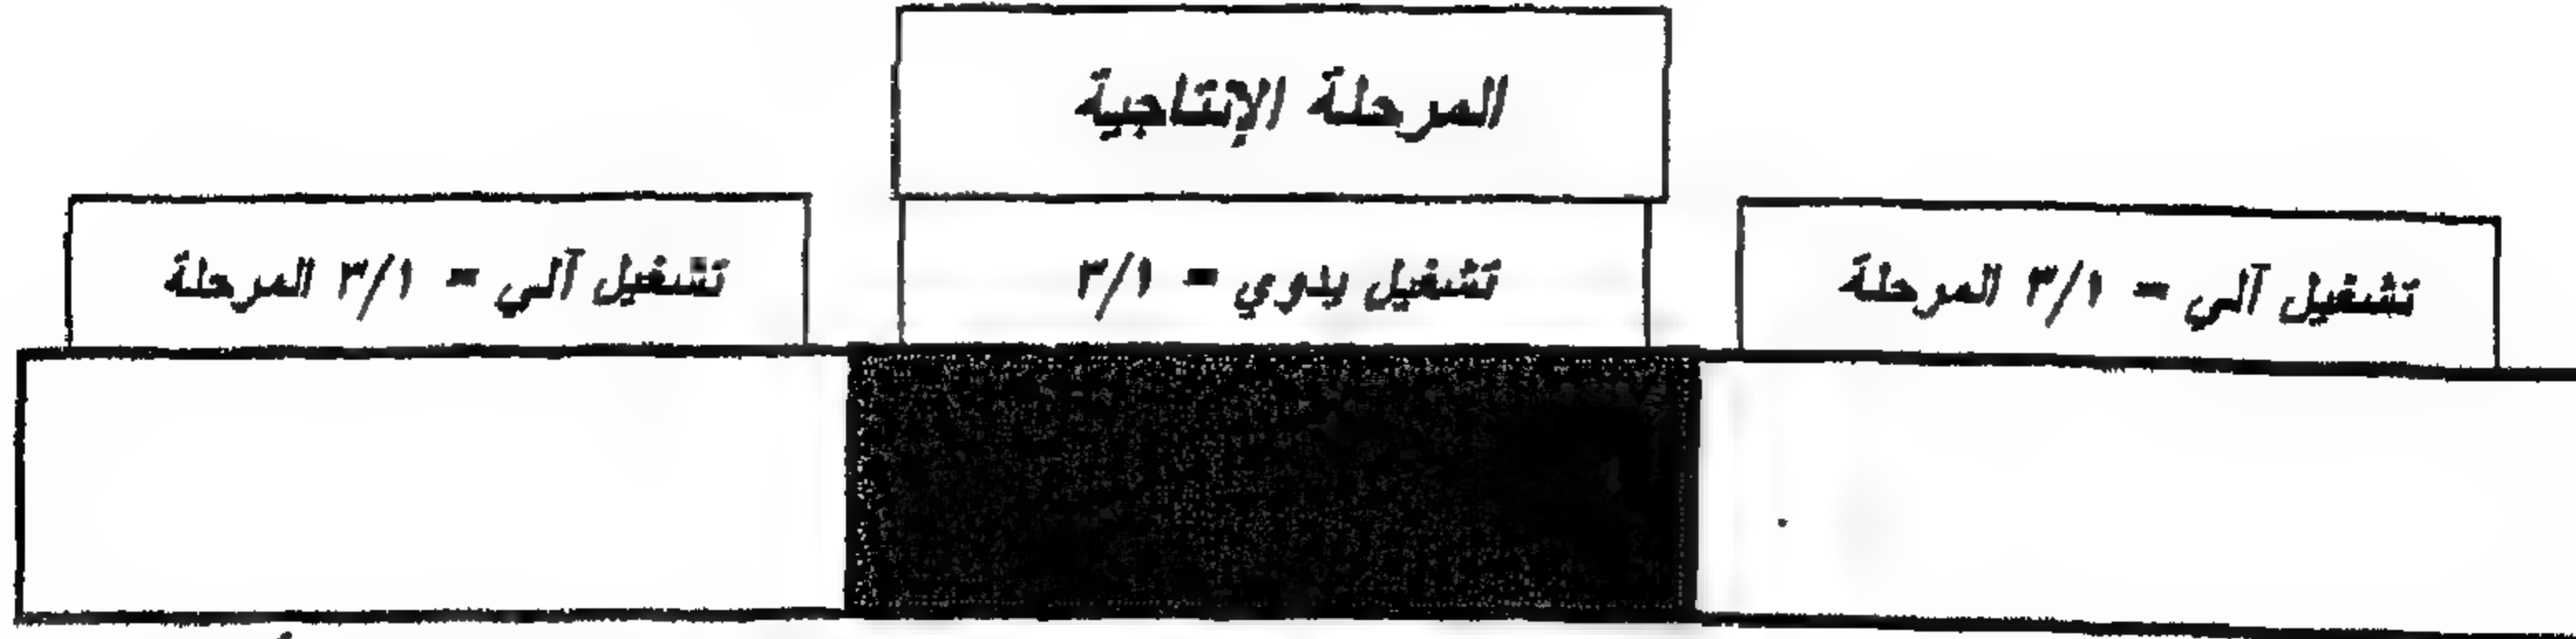 المرحلة الإنتاجية
تشغيل آلي = ٣/١ المرحلة
تشغيل يدوي = ٣/١
تشغيل آلي = ٣/١ المرحلة